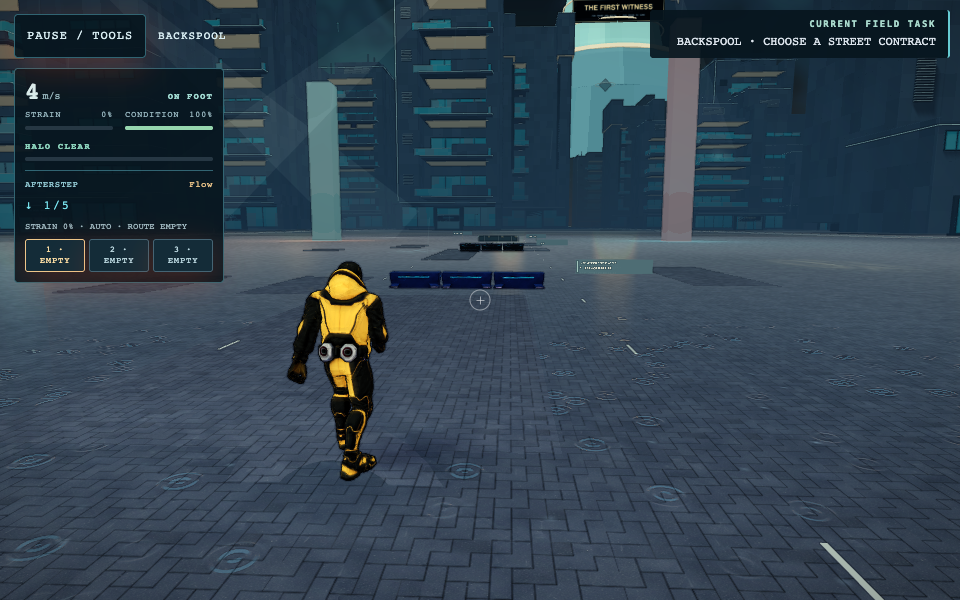 THE FIRST WITNESS
PAUSE / TOOLS
BACKSPOOL
CURRENT FIELD TASK
BACKSPOOL · CHOOSE A STREET CONTRACT
4 m/s
ON FOOT
STRAIN 0%
CONDITION 100%
HALO CLEAR
AFTERSTEP
Flow
↓ 1/5
STRAIN 0% · AUTO · ROUTE EMPTY
1 · EMPTY
2 · EMPTY
3 · EMPTY